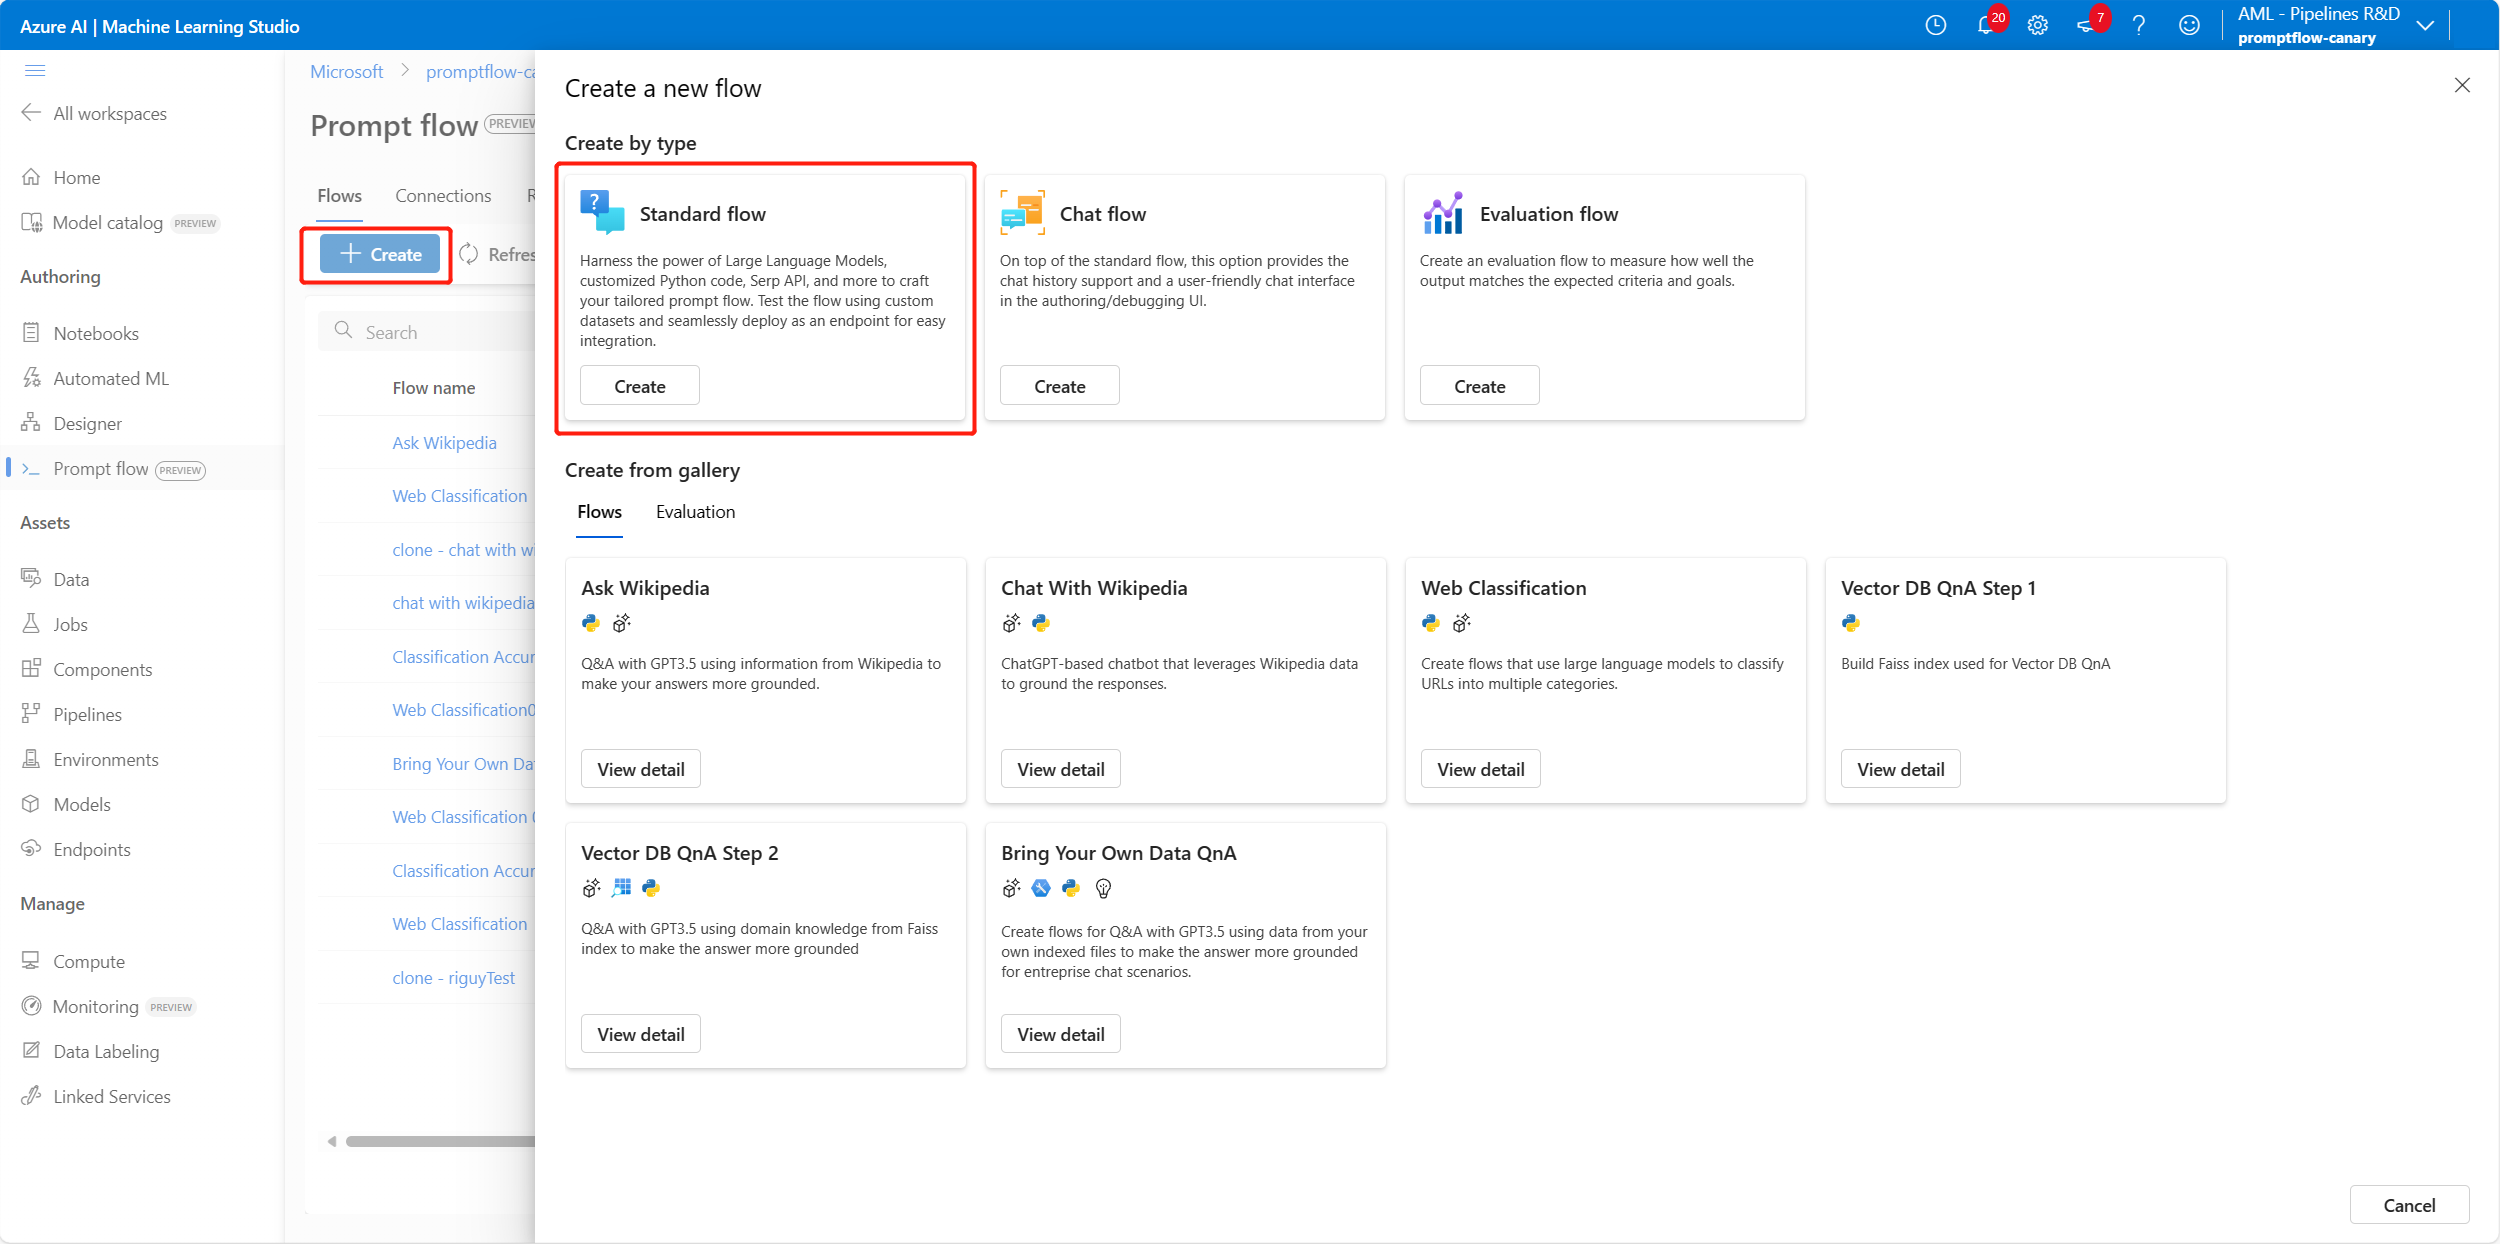 Azure AI | Machine Learning Studio
20
7
AML - Pipelines R&D
promptflow-canary
All workspaces
Home
Model catalog PREVIEW
Authoring
Notebooks
Automated ML
Designer
Prompt flow PREVIEW
Assets
Data
Jobs
Components
Pipelines
Environments
Models
Endpoints
Manage
Compute
Monitoring PREVIEW
Data Labeling
Linked Services
Microsoft > promptflow-ca
Prompt flow PREVIEW
Flows Connections R
Create Refres
Search
Flow name
Ask Wikipedia
Web Classification
clone - chat with wi
chat with wikipedia
Classification Accur
Web Classification0
Bring Your Own Da
Web Classification
Classification Accur
Web Classification
clone - riguyTest
Create a new flow
Create by type
Standard flow
Harness the power of Large Language Models,
customized Python code, Serp API, and more to craft
your tailored prompt flow. Test the flow using custom
datasets and seamlessly deploy as an endpoint for easy
integration.
Create
Chat flow
On top of the standard flow, this option provides the
chat history support and a user-friendly chat interface
in the authoring/debugging UI.
Create
Evaluation flow
Create an evaluation flow to measure how well the
output matches the expected criteria and goals.
Create
Create from gallery
Flows Evaluation
Ask Wikipedia
Q&A with GPT3.5 using information from Wikipedia to
make your answers more grounded.
View detail
Chat With Wikipedia
ChatGPT-based chatbot that leverages Wikipedia data
to ground the responses.
View detail
Web Classification
Create flows that use large language models to classify
URLs into multiple categories.
View detail
Vector DB QnA Step 1
Build Faiss index used for Vector DB QnA
View detail
Vector DB QnA Step 2
Q&A with GPT3.5 using domain knowledge from Faiss
index to make the answer more grounded
View detail
Bring Your Own Data QnA
Create flows for Q&A with GPT3.5 using data from your
own indexed files to make the answer more grounded
for entreprise chat scenarios.
View detail
Cancel